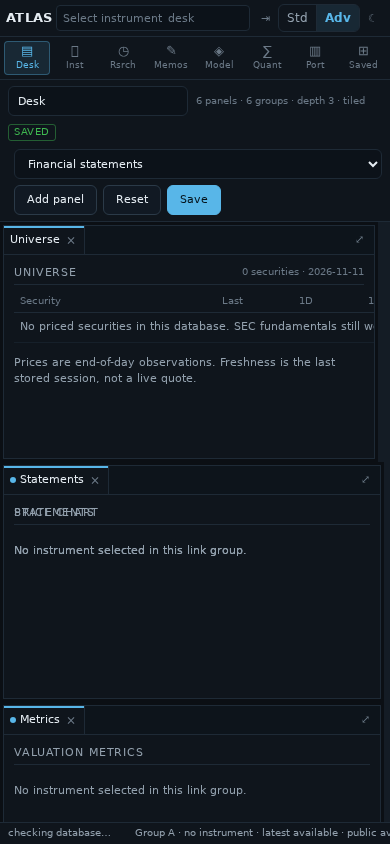 ATLAS Select instrument desk ⇥ Std Adv ☾
Desk Inst Rsrch Memos Model Quant Port Saved
Desk 6 panels · 6 groups · depth 3 · tiled
SAVED
Financial statements
Add panel Reset Save
Universe ×
UNIVERSE 0 securities · 2026-11-11
Security Last 1D 1
No priced securities in this database. SEC fundamentals still w
Prices are end-of-day observations. Freshness is the last
stored session, not a live quote.
Statements ×
No instrument selected in this link group.
Metrics ×
VALUATION METRICS
No instrument selected in this link group.
checking database... Group A · no instrument · latest available · public av